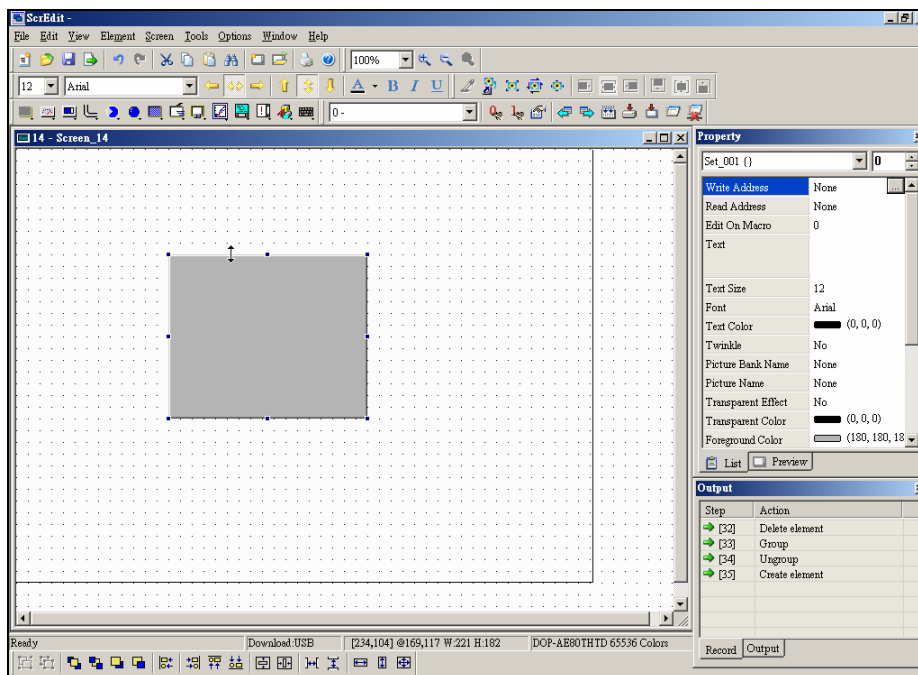 ScrEdit -
File Edit View Element Screen Tools Options Window Help
100%
12 Arial A B I U
0 -
14 - Screen_14
Property
Set_001 {} 0
Write Address None ...
Read Address None
Edit On Macro 0
Text
Text Size 12
Font Arial
Text Color (0, 0, 0)
Twinkle No
Picture Bank Name None
Picture Name None
Transparent Effect No
Transparent Color (0, 0, 0)
Foreground Color (180, 180, 18
List Preview
Output
Step Action
[32] Delete element
[33] Group
[34] Ungroup
[35] Create element
Record Output
Ready Download:USB [234,104] @169,117 W:221 H:182 DOP-AE80THTD 65536 Colors